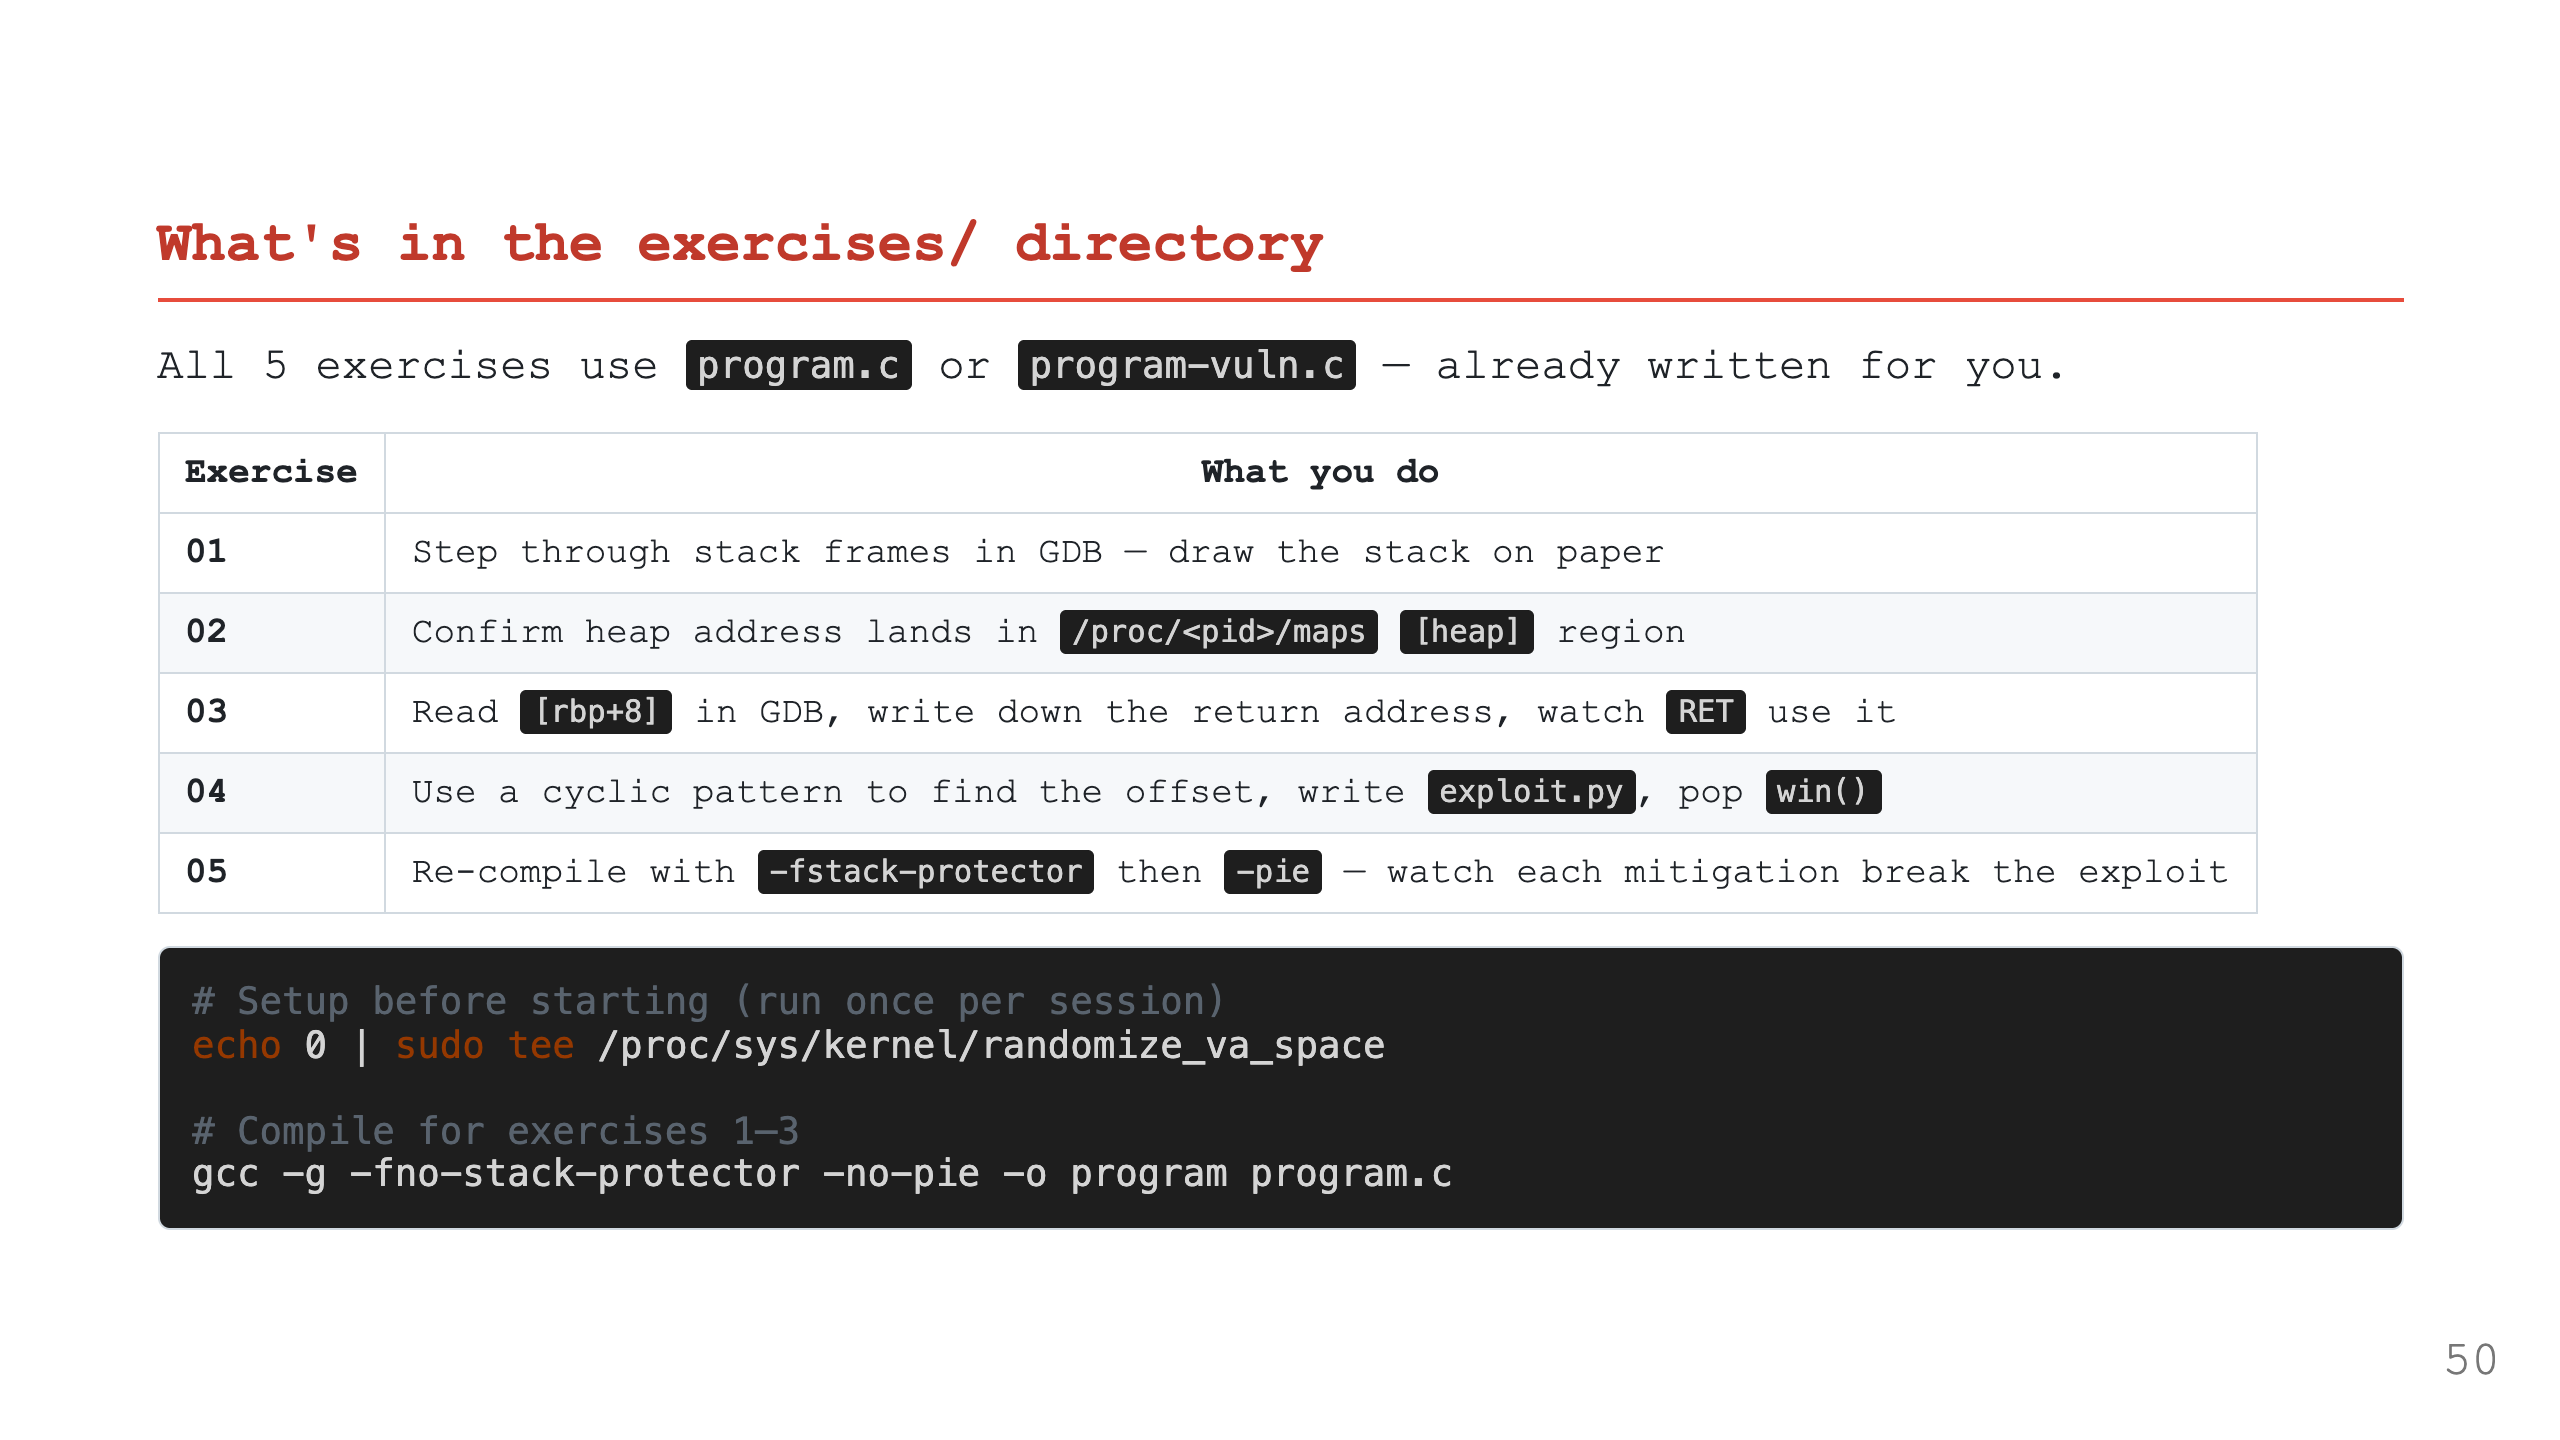 What's in the exercises/ directory
All 5 exercises use program.c or program-vuln.c — already written for you.
Exercise What you do
01 Step through stack frames in GDB — draw the stack on paper
02 Confirm heap address lands in /proc/<pid>/maps [heap] region
03 Read [rbp+8] in GDB, write down the return address, watch RET use it
04 Use a cyclic pattern to find the offset, write exploit.py, pop win()
05 Re-compile with -fstack-protector then -pie — watch each mitigation break the exploit
# Setup before starting (run once per session)
echo 0 | sudo tee /proc/sys/kernel/randomize_va_space
# Compile for exercises 1–3
gcc -g -fno-stack-protector -no-pie -o program program.c
50